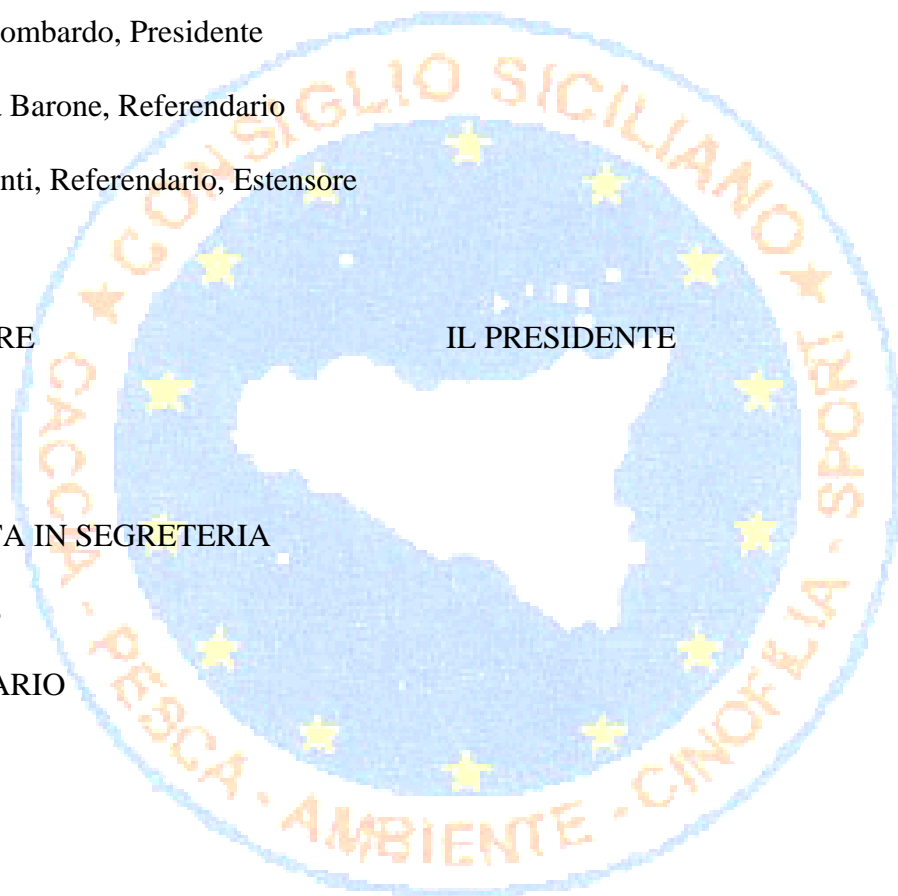 ombardo, Presidente
Barone, Referendario
nti, Referendario, Estensore
RE IL PRESIDENTE
TA IN SEGRETERIA
ARIO
CONSIGLIO SICILIANO
CACCIA - PESCA - AMBIENTE - CINOFILIA - SPORT